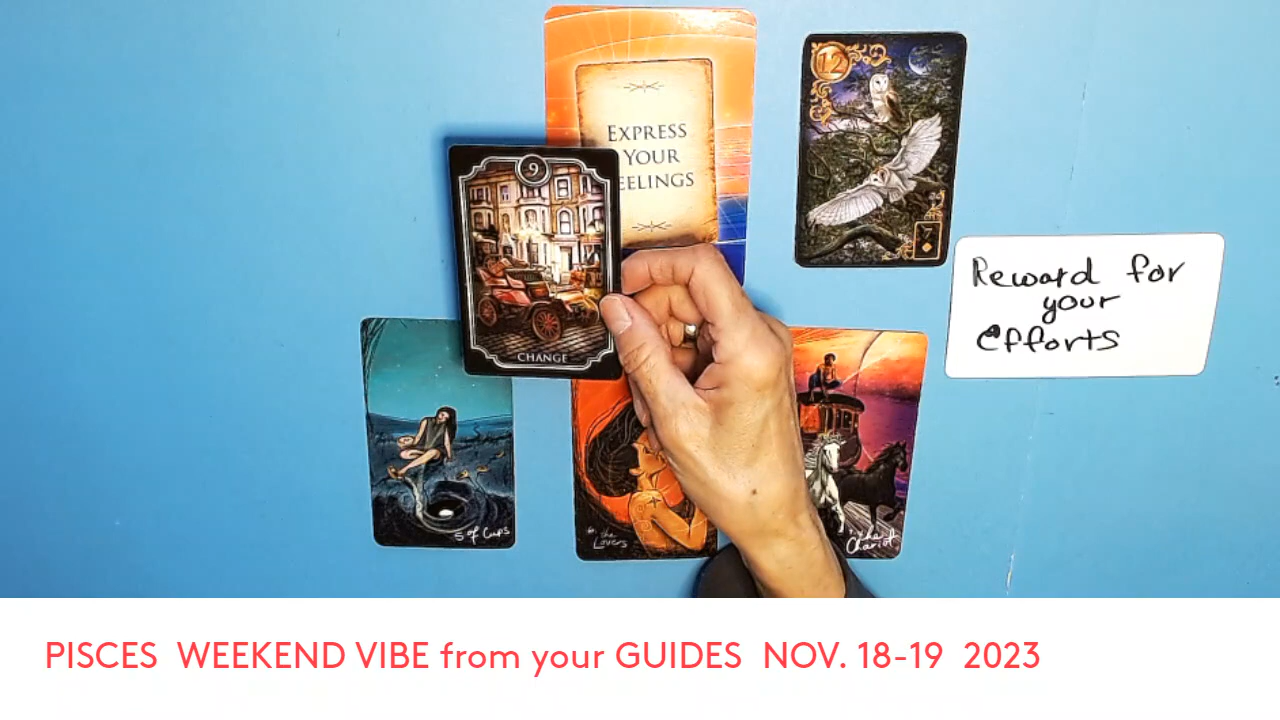 EXPRESS
YOUR
EELINGS
12
7
9
CHANGE
Reward for
your
efforts
5 of Cups
the
Lovers
the
Chariot
PISCES WEEKEND VIBE from your GUIDES NOV. 18-19 2023